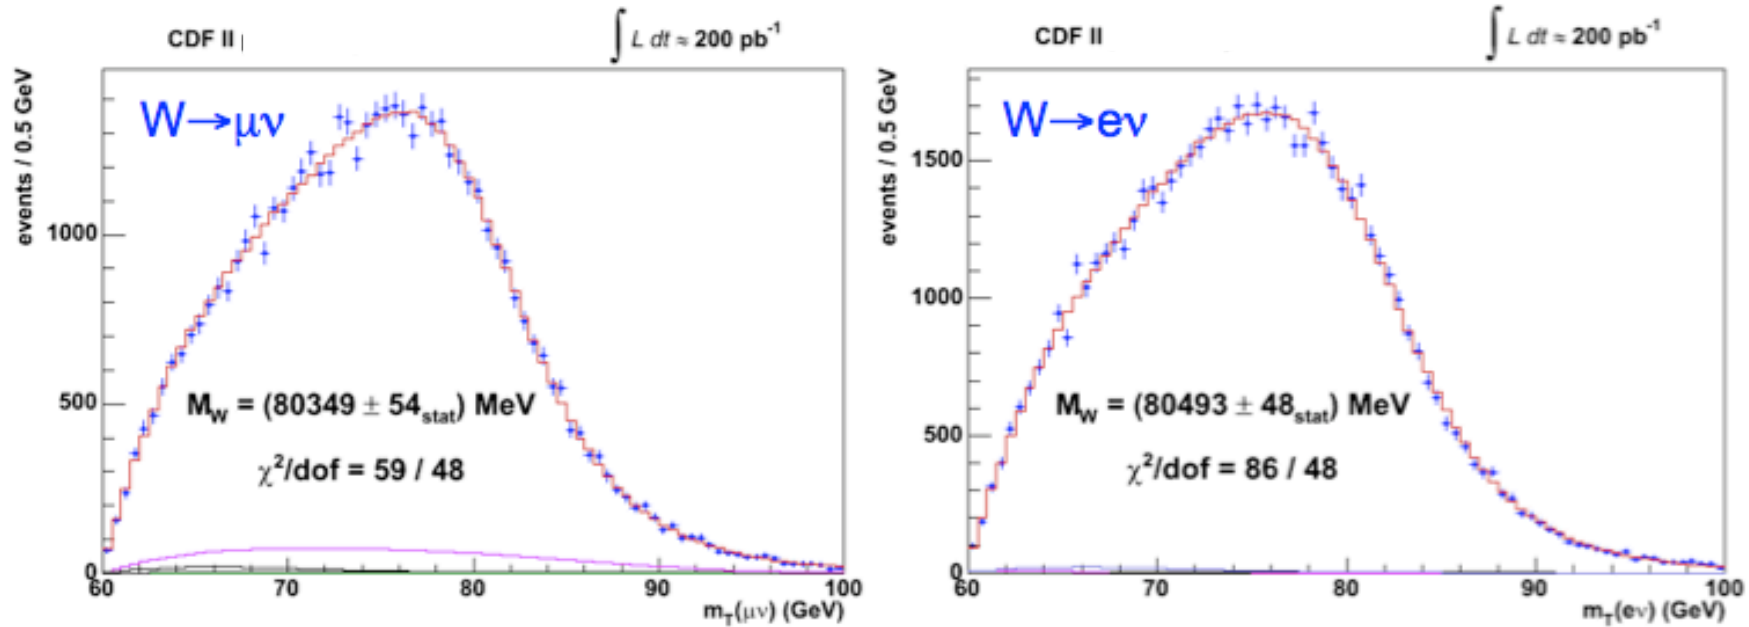 CDF II
∫ L dt ≈ 200 pb⁻¹
events / 0.5 GeV
W→μν
1000
500
0
M_W = (80349 ± 54_stat) MeV
χ²/dof = 59 / 48
60 70 80 90 100
m_T(μν) (GeV)
CDF II
∫ L dt ≈ 200 pb⁻¹
events / 0.5 GeV
W→eν
1500
1000
500
0
M_W = (80493 ± 48_stat) MeV
χ²/dof = 86 / 48
60 70 80 90 100
m_T(eν) (GeV)